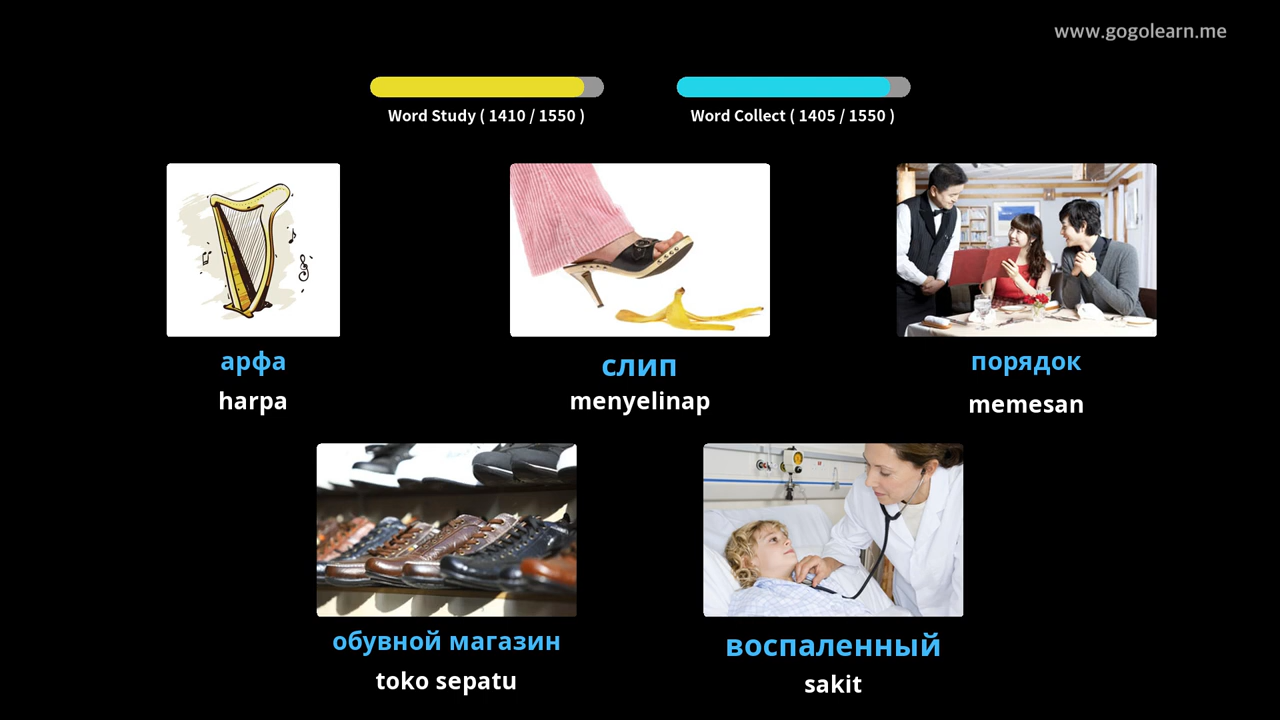 www.gogolearn.me
Word Study ( 1410 / 1550 )
Word Collect ( 1405 / 1550 )
арфа
harpa
слип
menyelinap
порядок
memesan
обувной магазин
toko sepatu
воспаленный
sakit